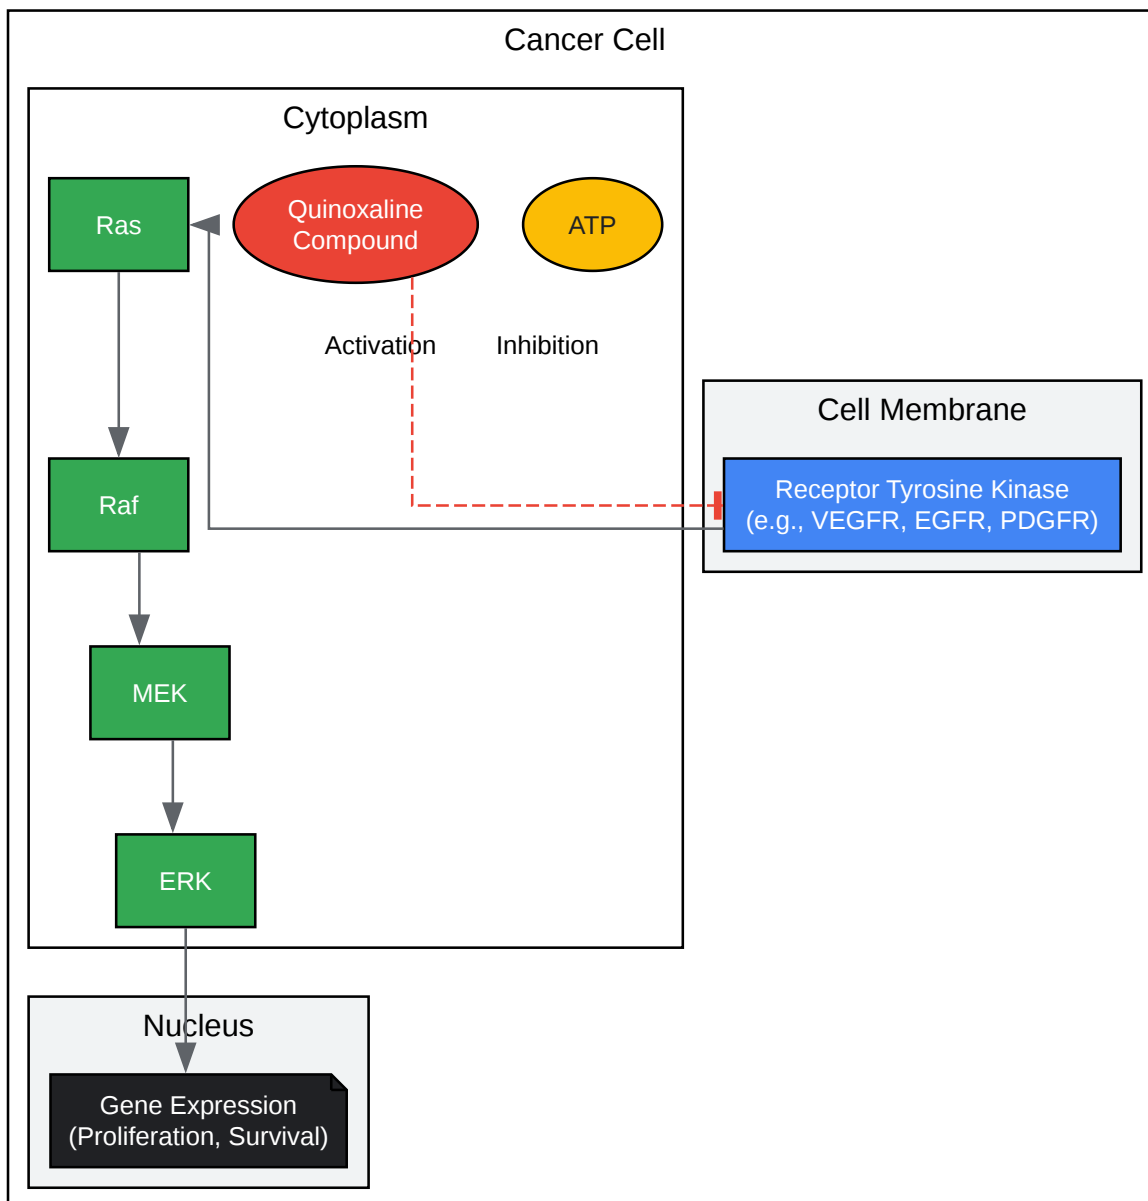 Cancer Cell
Cytoplasm
Ras
Quinoxaline
Compound
ATP
Activation
Inhibition
Cell Membrane
Receptor Tyrosine Kinase
(e.g., VEGFR, EGFR, PDGFR)
Raf
MEK
ERK
Nucleus
Gene Expression
(Proliferation, Survival)